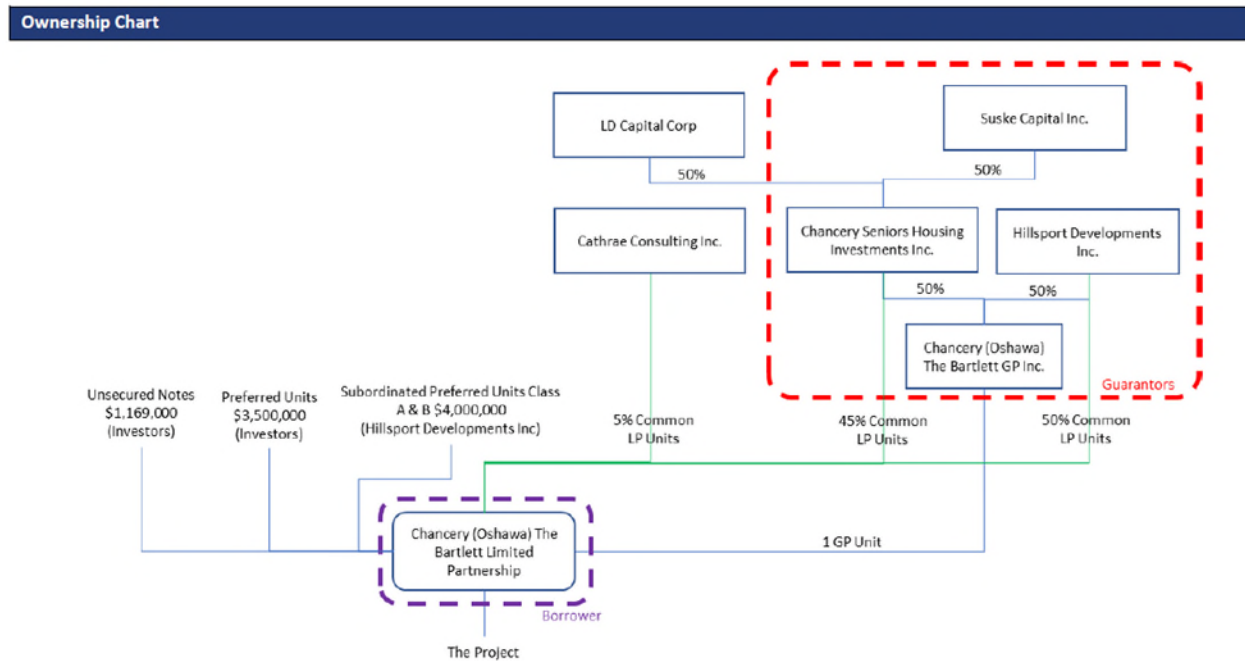 Ownership Chart
LD Capital Corp
Suske Capital Inc.
50%
50%
Cathrae Consulting Inc.
Chancery Seniors Housing
Investments Inc.
Hillsport Developments
Inc.
50%
50%
Chancery (Oshawa)
The Bartlett GP Inc.
Guarantors
Unsecured Notes
$1,169,000
(Investors)
Preferred Units
$3,500,000
(Investors)
Subordinated Preferred Units Class
A & B $4,000,000
(Hillsport Developments Inc)
5% Common
LP Units
45% Common
LP Units
50% Common
LP Units
Chancery (Oshawa) The
Bartlett Limited
Partnership
1 GP Unit
Borrower
The Project